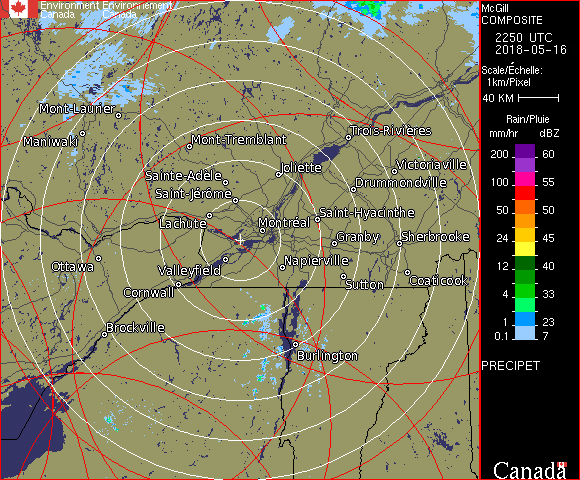 Environment Environnement
Canada Canada
McGill
COMPOSITE
2250 UTC
2018-05-16
Scale/Échelle:
1km/Pixel
40 KM
Rain/Pluie
mm/hr dBZ
200 60
100 55
50 50
24 45
12 40
4 33
1 23
0.1 7
PRECIPET
Canada
Mont-Laurier
Maniwaki
Mont-Tremblant
Trois-Rivières
Joliette
Victoriaville
Sainte-Adèle
Drummondville
Saint-Jérôme
Lachute
Saint-Hyacinthe
Montréal
Granby
Sherbrooke
Ottawa
Valleyfield
Napierville
Sutton
Coaticook
Cornwall
Brockville
Burlington